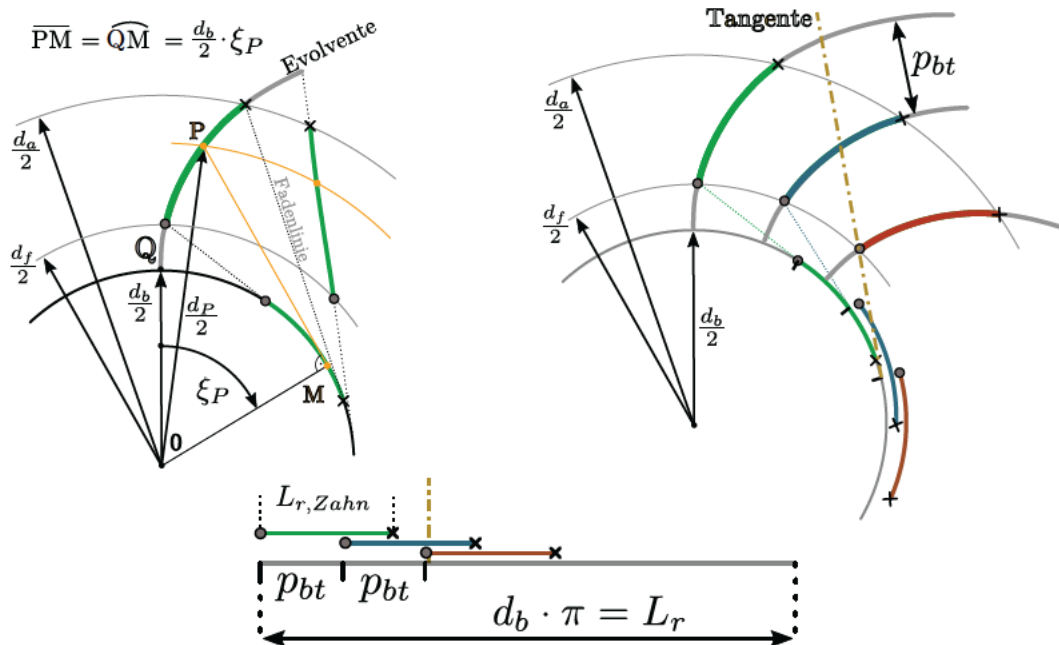 PM = QM = d_b/2 · ξ_P
Evolvente
P
d_a/2
Fadenlinie
d_f/2
Q
d_b/2
d_P/2
ξ_P
M
0
Tangente
p_bt
d_a/2
d_f/2
d_b/2
L_r,Zahn
p_bt
p_bt
d_b · π = L_r